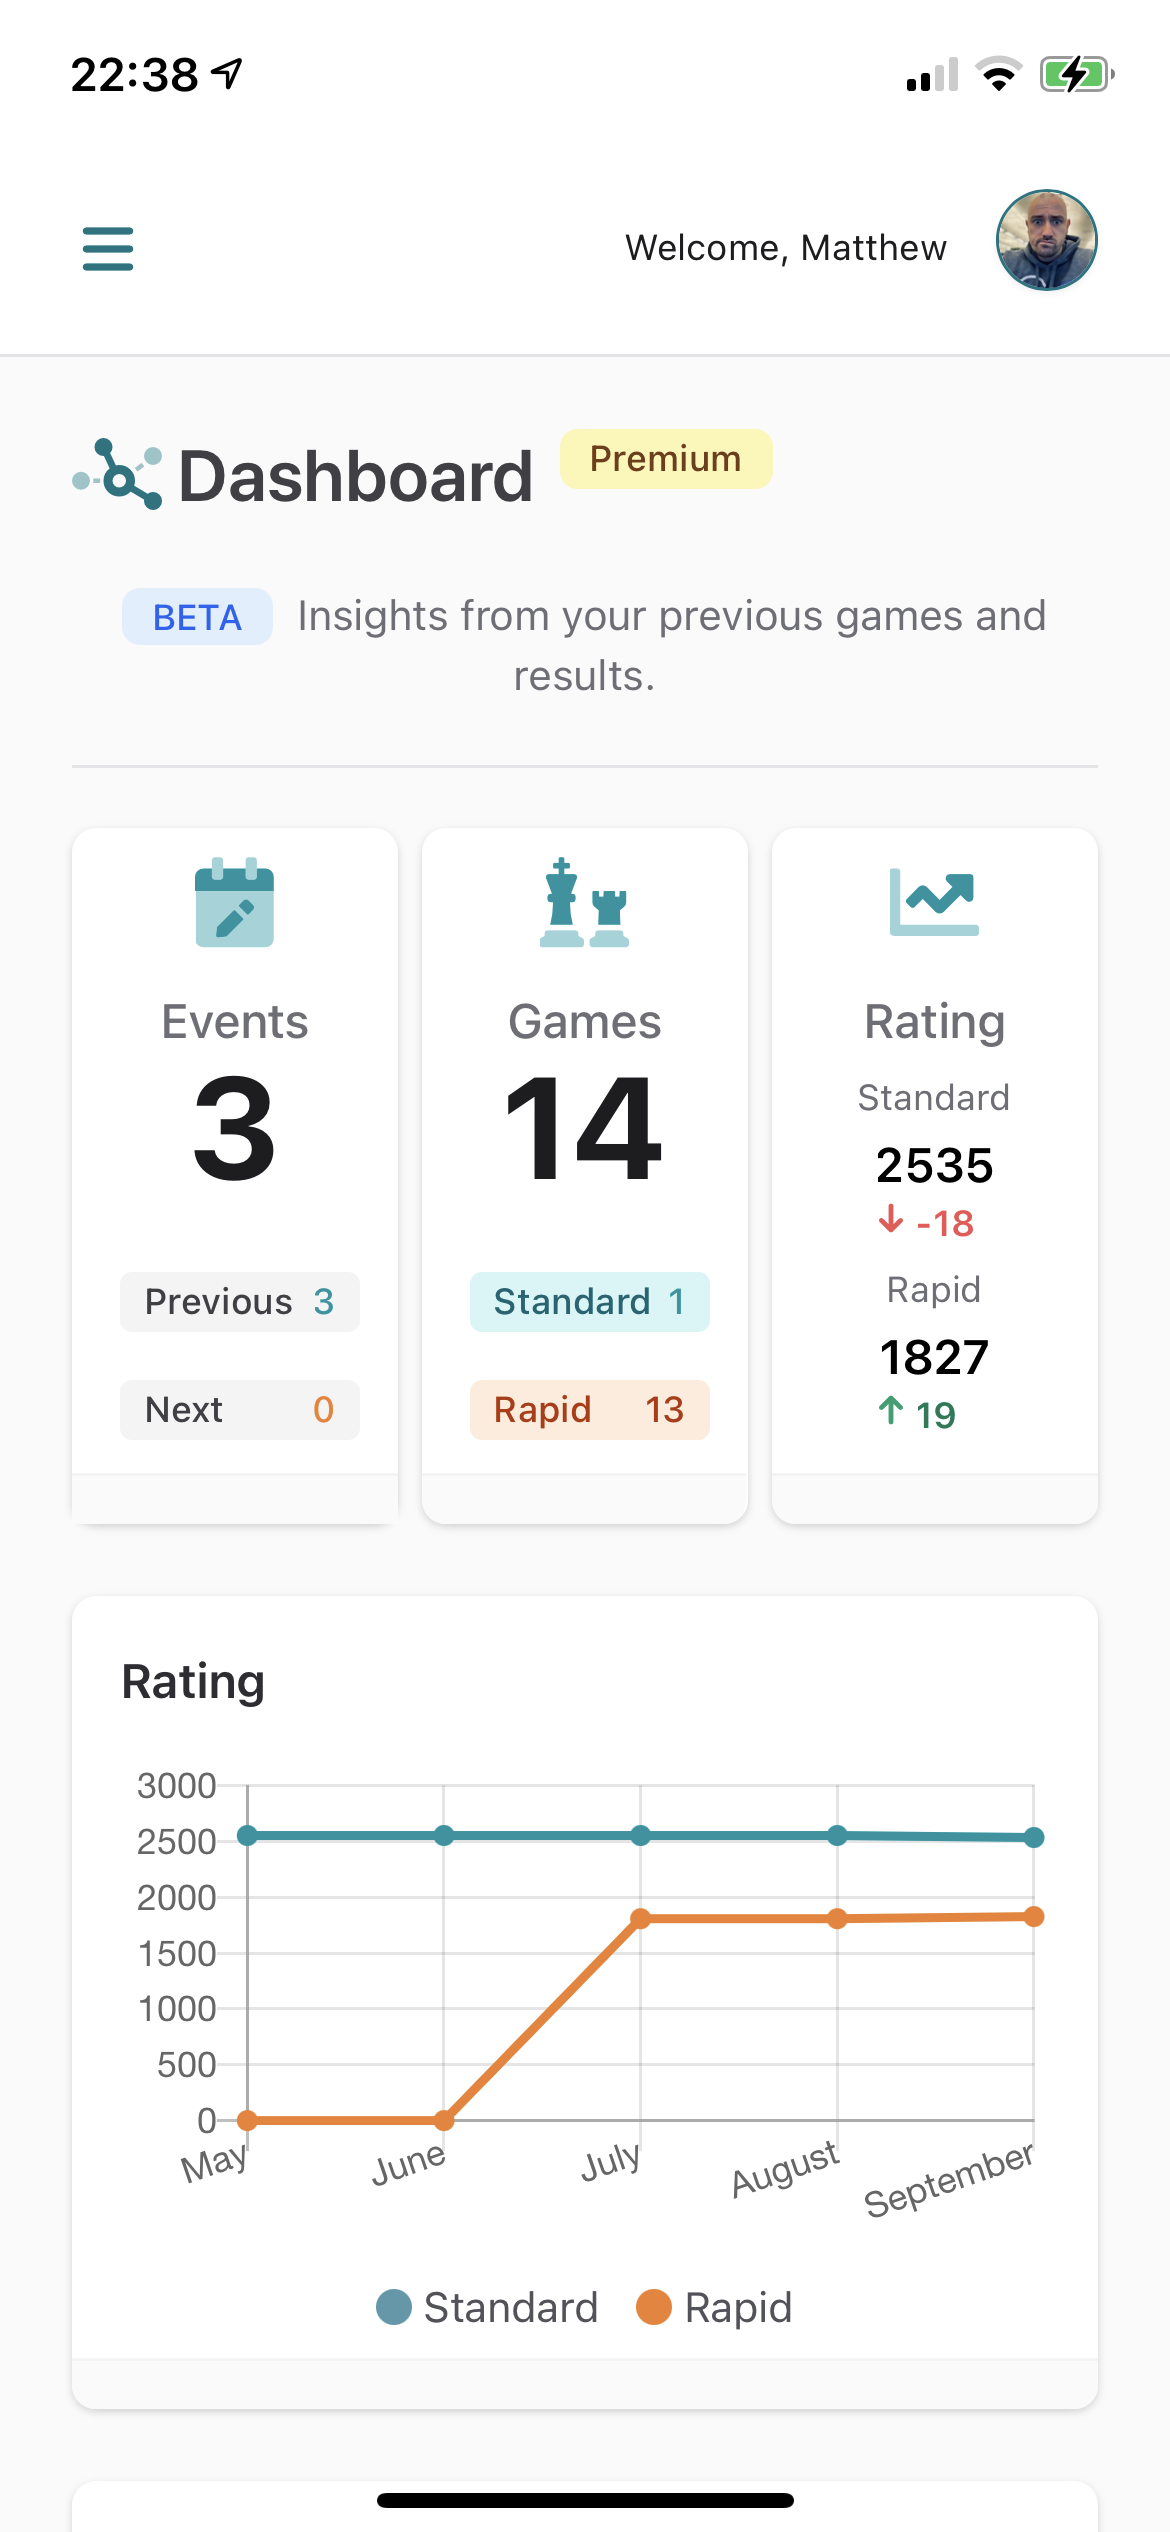 22:38
Welcome, Matthew
Dashboard Premium
BETA Insights from your previous games and
results.
Events
3
Previous 3
Next 0
Games
14
Standard 1
Rapid 13
Rating
Standard
2535
-18
Rapid
1827
19
Rating
3000
2500
2000
1500
1000
500
0
May June July August September
Standard Rapid